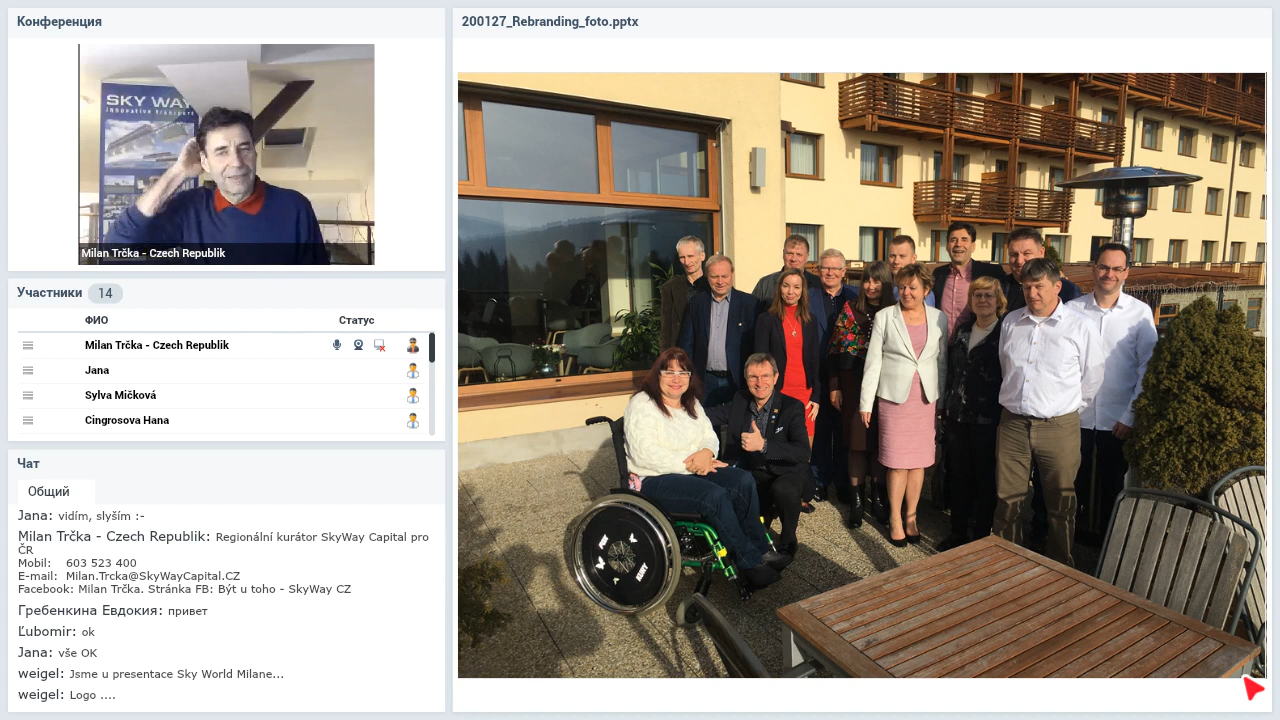 Конференция
SKY WAY
innovative transport
Milan Trčka - Czech Republik
Участники 14
ФИО Статус
Milan Trčka - Czech Republik
Jana
Sylva Mičková
Cingrosova Hana
Чат
Общий
Jana: vidím, slyším :-
Milan Trčka - Czech Republik: Regionální kurátor SkyWay Capital pro
ČR
Mobil: 603 523 400
E-mail: Milan.Trcka@SkyWayCapital.CZ
Facebook: Milan Trčka. Stránka FB: Být u toho - SkyWay CZ
Гребенкина Евдокия: привет
Ľubomir: ok
Jana: vše OK
weigel: Jsme u presentace Sky World Milane...
weigel: Logo ....
200127_Rebranding_foto.pptx